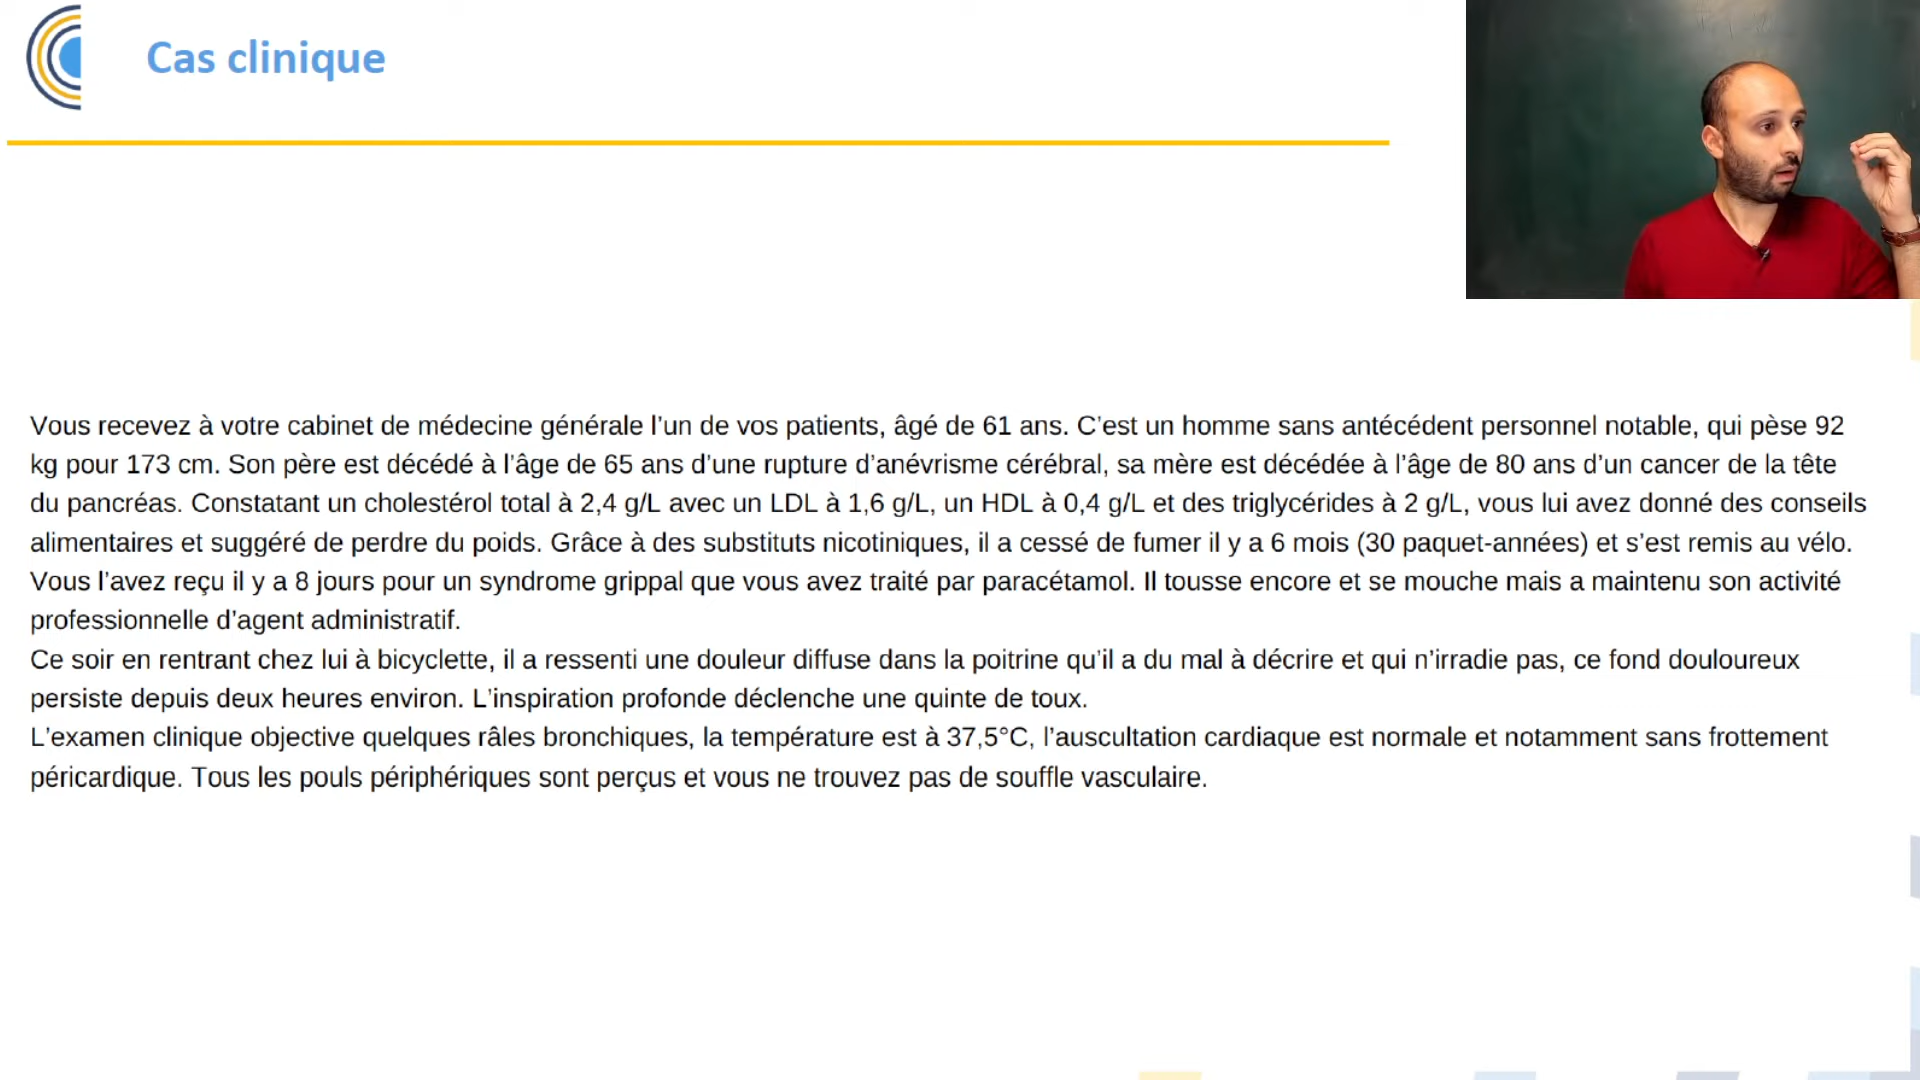 Cas clinique
Vous recevez à votre cabinet de médecine générale l’un de vos patients, âgé de 61 ans. C’est un homme sans antécédent personnel notable, qui pèse 92
kg pour 173 cm. Son père est décédé à l’âge de 65 ans d’une rupture d’anévrisme cérébral, sa mère est décédée à l’âge de 80 ans d’un cancer de la tête
du pancréas. Constatant un cholestérol total à 2,4 g/L avec un LDL à 1,6 g/L, un HDL à 0,4 g/L et des triglycérides à 2 g/L, vous lui avez donné des conseils
alimentaires et suggéré de perdre du poids. Grâce à des substituts nicotiniques, il a cessé de fumer il y a 6 mois (30 paquet-années) et s’est remis au vélo.
Vous l’avez reçu il y a 8 jours pour un syndrome grippal que vous avez traité par paracétamol. Il tousse encore et se mouche mais a maintenu son activité
professionnelle d’agent administratif.
Ce soir en rentrant chez lui à bicyclette, il a ressenti une douleur diffuse dans la poitrine qu’il a du mal à décrire et qui n’irradie pas, ce fond douloureux
persiste depuis deux heures environ. L’inspiration profonde déclenche une quinte de toux.
L’examen clinique objective quelques râles bronchiques, la température est à 37,5°C, l’auscultation cardiaque est normale et notamment sans frottement
péricardique. Tous les pouls périphériques sont perçus et vous ne trouvez pas de souffle vasculaire.